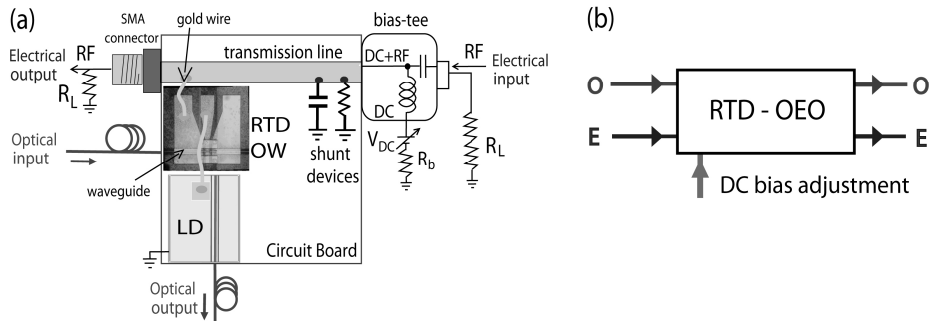 (a)
SMA
connector
gold wire
bias-tee
transmission line
DC+RF
RF
Electrical
input
Electrical
output
RF
R_L
DC
V_DC
R_b
R_L
Optical
input
waveguide
RTD
OW
shunt
devices
LD
Circuit Board
Optical
output
(b)
O
E
RTD - OEO
O
E
DC bias adjustment